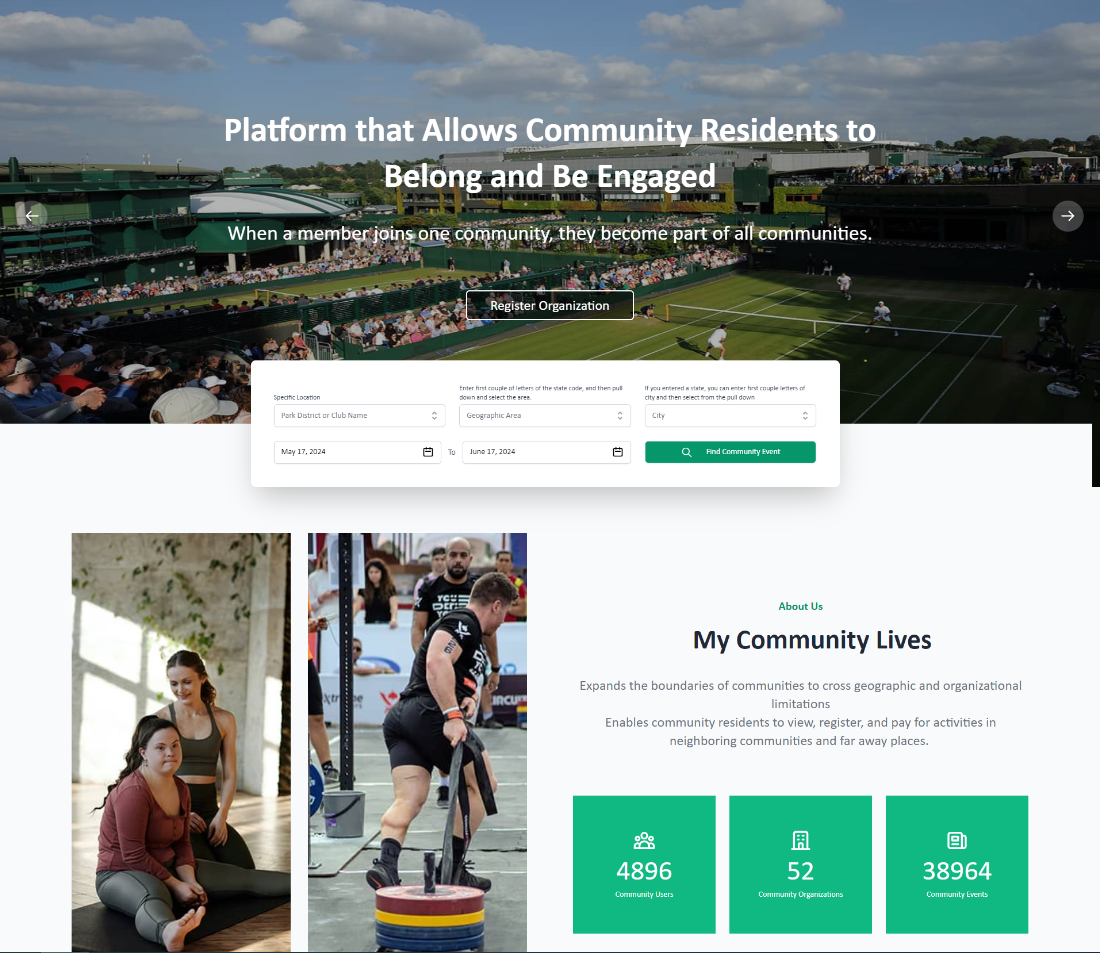 Platform that Allows Community Residents to
Belong and Be Engaged
When a member joins one community, they become part of all communities.
Register Organization
Specific Location
Enter first couple of letters of the state code, and then pull
down and select the area.
If you entered a state, you can enter first couple letters of
city and then select from the pull down
Park District or Club Name
Geographic Area
City
May 17, 2024
To
June 17, 2024
Find Community Event
About Us
My Community Lives
Expands the boundaries of communities to cross geographic and organizational
limitations
Enables community residents to view, register, and pay for activities in
neighboring communities and far away places.
4896
Community Users
52
Community Organizations
38964
Community Events